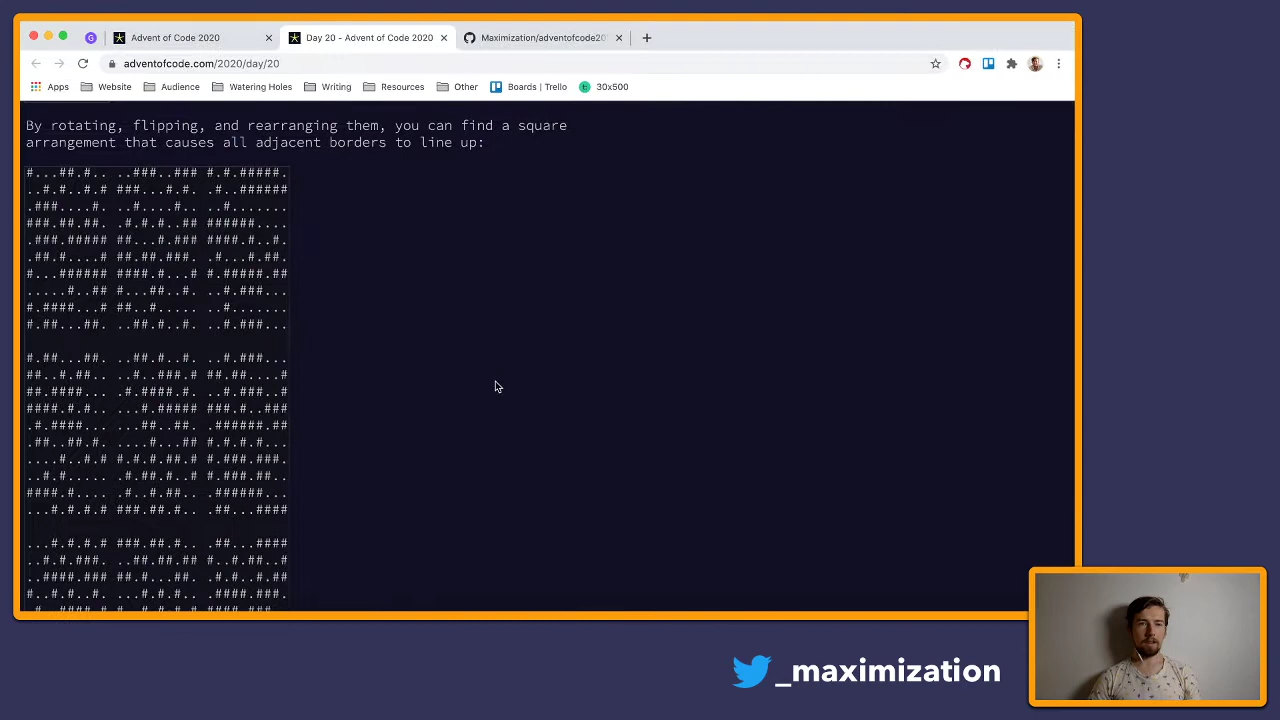 Advent of Code 2020
Day 20 - Advent of Code 2020
Maximization/adventofcode20
adventofcode.com/2020/day/20
Apps
Website
Audience
Watering Holes
Writing
Resources
Other
Boards | Trello
30x500
By rotating, flipping, and rearranging them, you can find a square
arrangement that causes all adjacent borders to line up:
#...##.#.. ..###..### #.#.#####.
..#.#..#.# ###...#.#. .#..######
.###....#. ..#....#.. ..#.......
###.##.##. .#.#.#..## ######....
.###.##### ##...#.### ####.#..#.
.##.#....# ##.##.###. .#...#.##.
#...###### ####.#...# #.#####.##
.....#..## #...##..#. ..#.###...
#.####...# ##..#..... ..#.......
#.##...##. ..##.#..#. ..#.###...
#.##...##. ..##.#..#. ..#.###...
##..#.##.. ..#..###.# ##.##....#
##.####... .#.####.#. ..#.###..#
####.#.#.. ...#.##### ###.#..###
.#.####... ...##..##. .######.##
.##..##.#. ....#...## #.#.#.#...
....#..#.# #.#.#.##.# #.###.###.
..#.#..... .#.##.#..# #.###.##..
####.#.... .#..#.##.. .######...
...#.#.#.# ###.##.#.. .##...####
...#.#.#.# ###.##.#.. .##...####
..#.#.###. ..##.##.## #..#.##..#
..####.### ##.#...##. .#.#..#.##
#..#.#..#. ...#.#.#.. .####.###.
_maximization